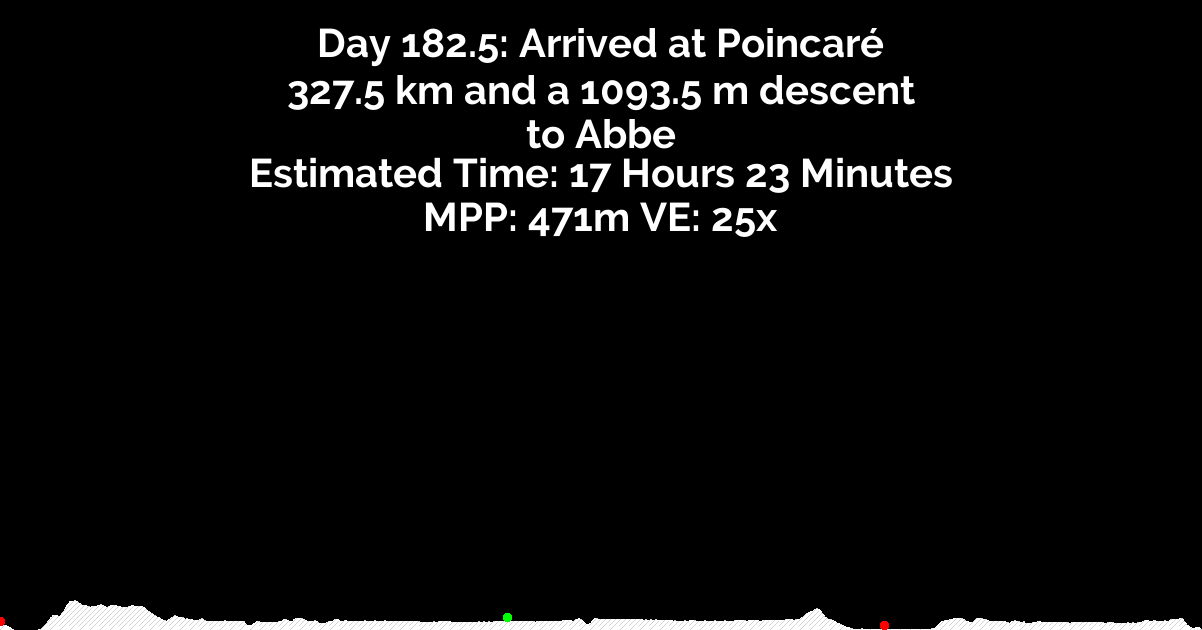 Day 182.5: Arrived at Poincaré
327.5 km and a 1093.5 m descent
to Abbe
Estimated Time: 17 Hours 23 Minutes
MPP: 471m VE: 25x